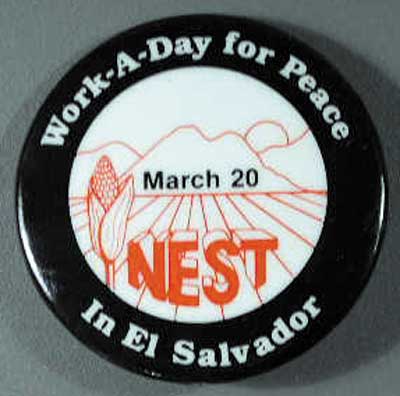 Work-A-Day for Peace
March 20
NEST
In El Salvador